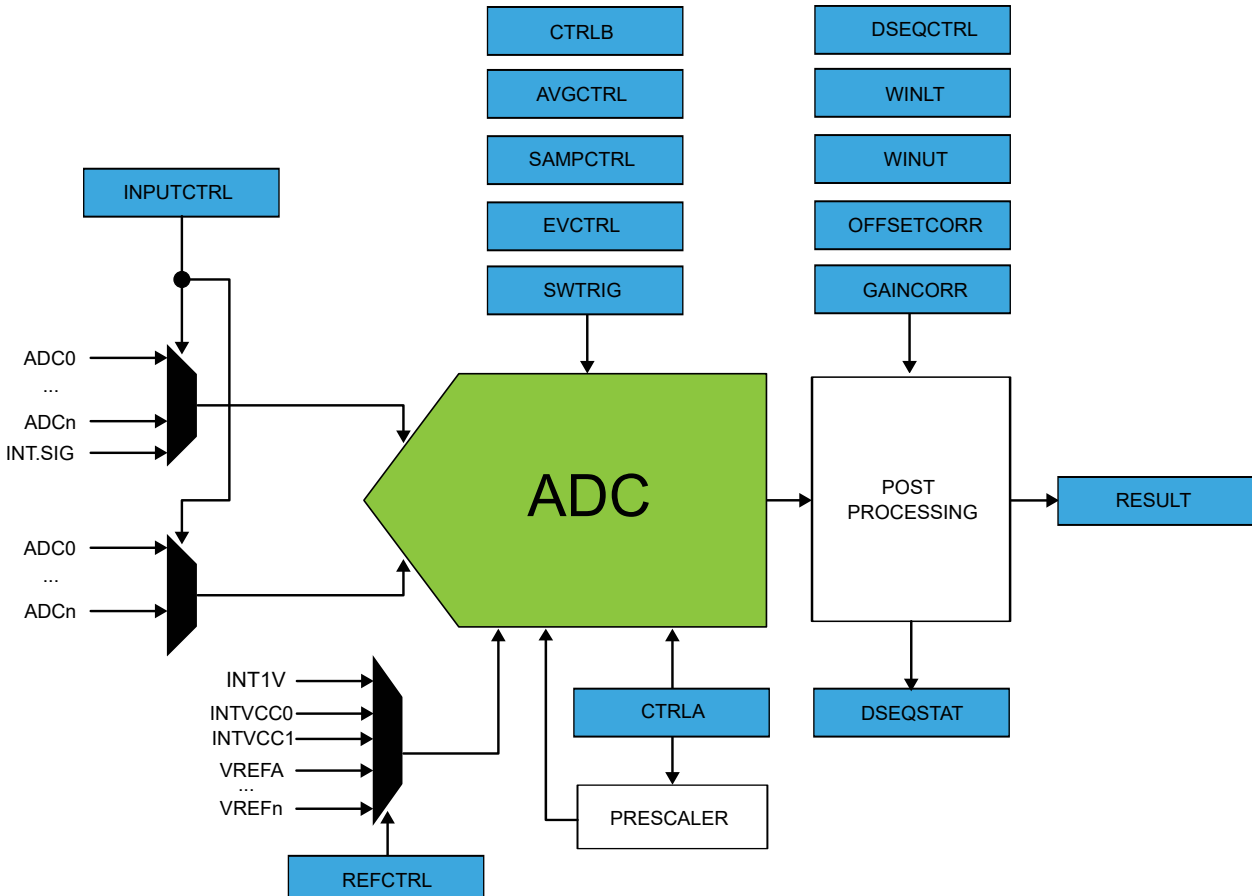 CTRLB
DSEQCTRL
AVGCTRL
WINLT
SAMPCTRL
WINUT
INPUTCTRL
EVCTRL
OFFSETCORR
SWTRIG
GAINCORR
ADC0
...
ADCn
INT.SIG
ADC
POST
PROCESSING
RESULT
ADC0
...
ADCn
INT1V
INTVCC0
INTVCC1
VREFA
...
VREFn
CTRLA
DSEQSTAT
PRESCALER
REFCTRL